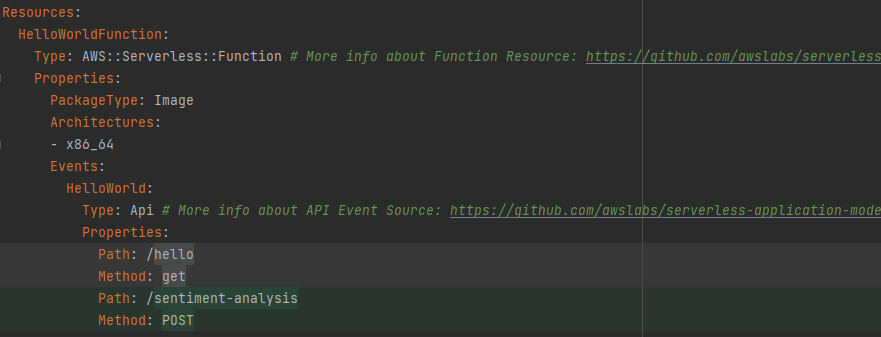 Resources:
HelloWorldFunction:
Type: AWS::Serverless::Function # More info about Function Resource: https://github.com/awslabs/serverless
Properties:
PackageType: Image
Architectures:
- x86_64
Events:
HelloWorld:
Type: Api # More info about API Event Source: https://github.com/awslabs/serverless-application-mode
Properties:
Path: /hello
Method: get
Path: /sentiment-analysis
Method: POST